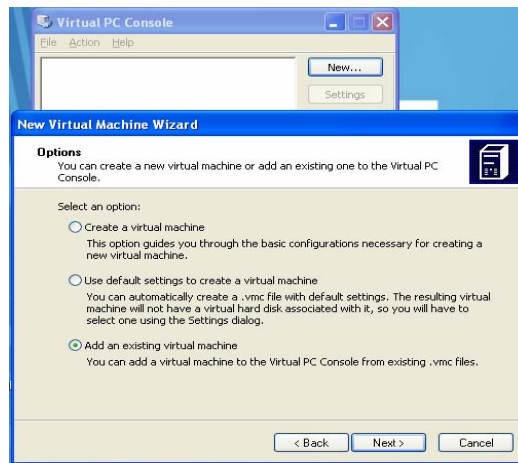 Virtual PC Console
File Action Help
New...
Settings
New Virtual Machine Wizard
Options
You can create a new virtual machine or add an existing one to the Virtual PC
Console.
Select an option:
Create a virtual machine
This option guides you through the basic configurations necessary for creating a
new virtual machine.
Use default settings to create a virtual machine
You can automatically create a .vmc file with default settings. The resulting virtual
machine will not have a virtual hard disk associated with it, so you will have to
select one using the Settings dialog.
Add an existing virtual machine
You can add a virtual machine to the Virtual PC Console from existing .vmc files.
< Back Next > Cancel